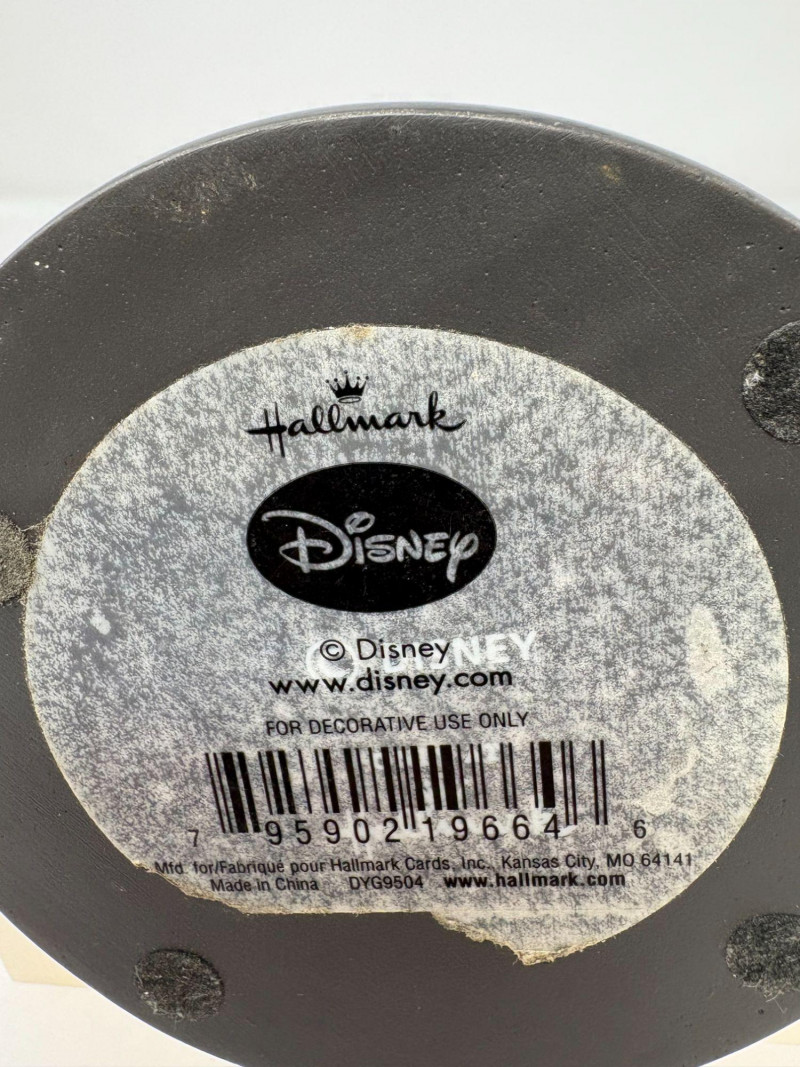 Hallmark
Disney
© DISNEY
© Disney
www.disney.com
FOR DECORATIVE USE ONLY
7 95902 19664 6
Mfd. for/Fabriqué pour Hallmark Cards, Inc., Kansas City, MO 64141
Made in China DYG9504 www.hallmark.com